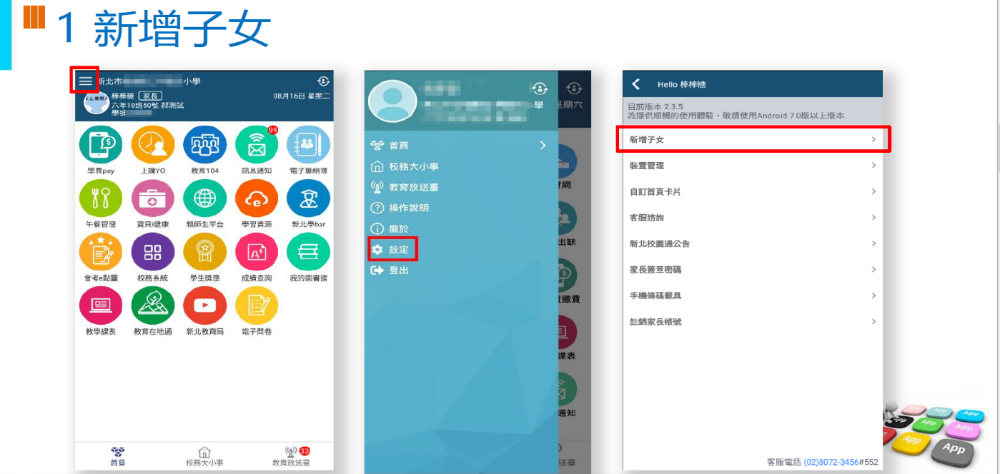 1 新增子女
新北市 小學
棒棒糖 家長
08月16日 星期二
六年10班50號 郝測試
學號
99
學費pey
上課YO
教育104
訊息通知
電子聯絡簿
午餐管理
寶貝i健康
親師生平台
學習資源
新北學bar
會考e點靈
校務系統
學生獎懲
成績查詢
我的圖書館
教學課表
教育在地通
新北教育局
電子問卷
33
首頁
校務大小事
教育放送臺
學
星期六
首頁
校務大小事
教育放送臺
操作說明
關於
設定
登出
付網
出缺
繳費
課表
通知
送臺
Hello 棒棒糖
目前版本 2.3.5
為提供順暢的使用體驗，敬請使用Android 7.0版以上版本
新增子女
裝置管理
自訂首頁卡片
客服諮詢
新北校園通公告
家長簽章密碼
手機條碼載具
註銷家長帳號
客服電話 (02)8072-3456#552
App
App
App
App
App
App